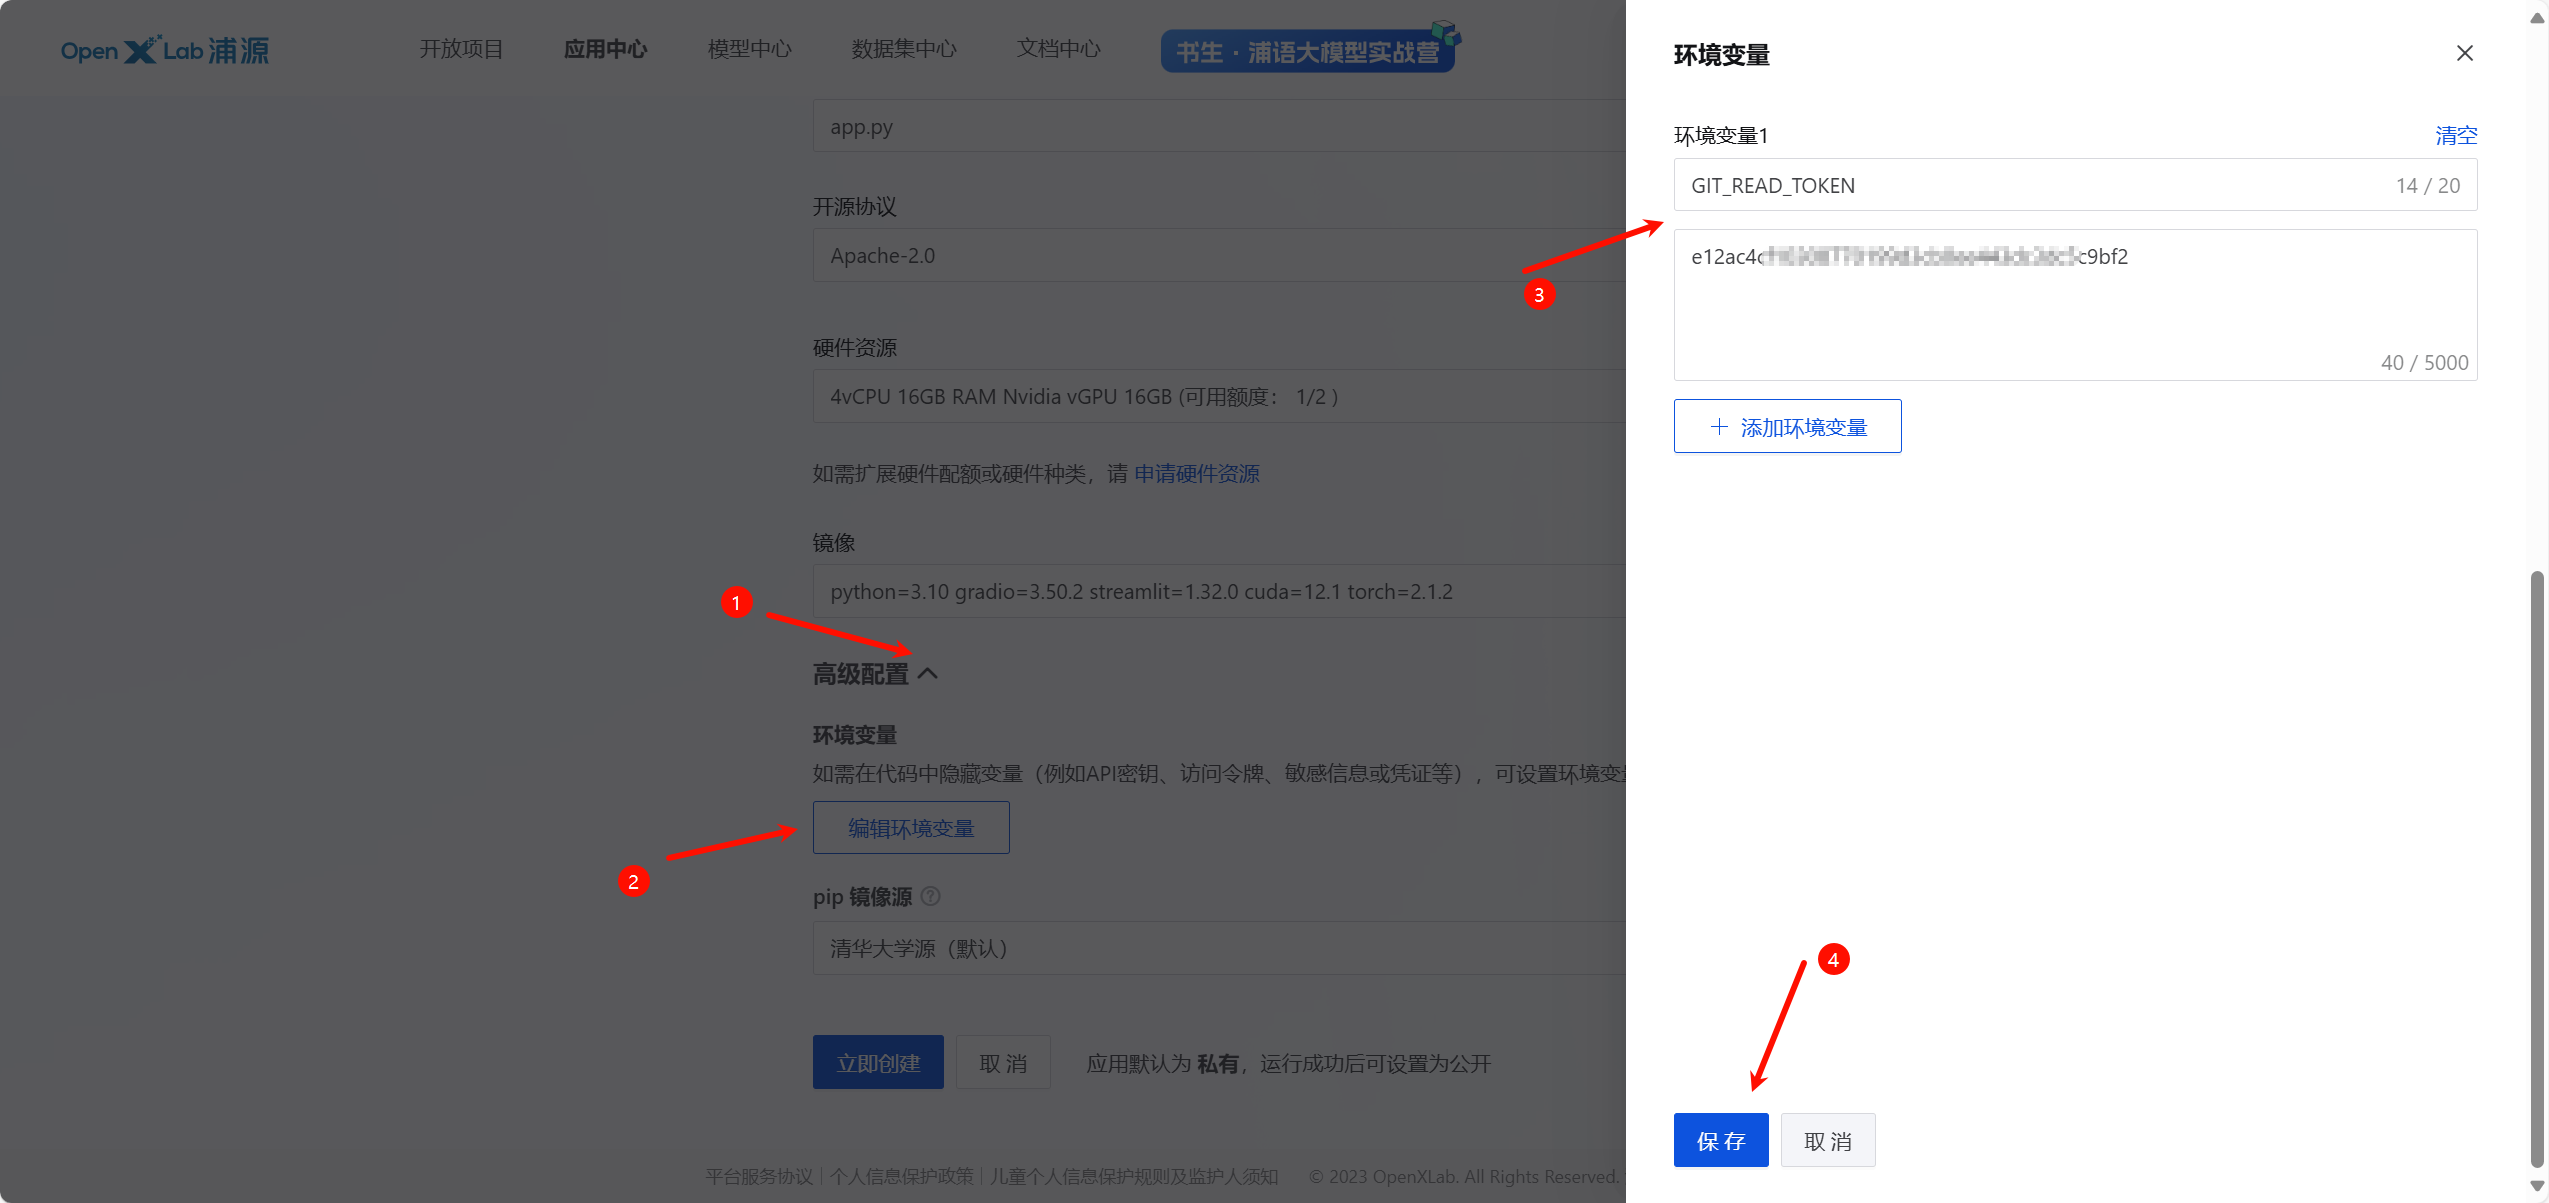 OpenXLab浦源
开放项目
应用中心
模型中心
数据集中心
文档中心
书生·浦语大模型实战营
app.py
开源协议
Apache-2.0
硬件资源
4vCPU 16GB RAM Nvidia vGPU 16GB (可用额度： 1/2 )
如需扩展硬件配额或硬件种类，请 申请硬件资源
镜像
python=3.10 gradio=3.50.2 streamlit=1.32.0 cuda=12.1 torch=2.1.2
1
高级配置
环境变量
如需在代码中隐藏变量（例如API密钥、访问令牌、敏感信息或凭证等），可设置环境变量
编辑环境变量
2
pip 镜像源
清华大学源（默认）
立即创建
取 消
应用默认为 私有，运行成功后可设置为公开
平台服务协议 | 个人信息保护政策 | 儿童个人信息保护规则及监护人须知
© 2023 OpenXLab. All Rights Reserved.
环境变量
环境变量1
清空
GIT_READ_TOKEN
14 / 20
3
e12ac4
c9bf2
40 / 5000
添加环境变量
4
保 存
取 消